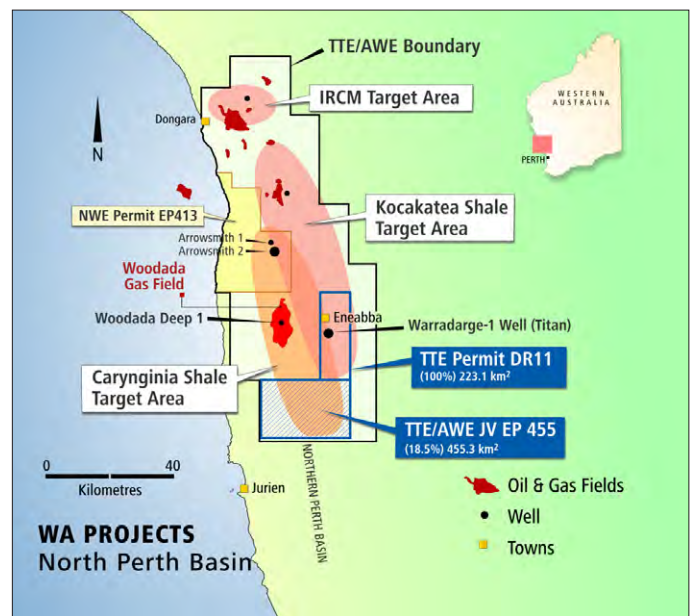 TTE/AWE Boundary
IRCM Target Area
WESTERN
AUSTRALIA
PERTH
Dongara
N
Kocakatea Shale
Target Area
NWE Permit EP413
Arrowsmith 1
Arrowsmith 2
Woodada
Gas Field
Woodada Deep 1
Eneabba
Warradarge-1 Well (Titan)
TTE Permit DR11
(100%) 223.1 km²
Carynginia Shale
Target Area
TTE/AWE JV EP 455
(18.5%) 455.3 km²
0 40
Kilometres
NORTHERN PERTH BASIN
Jurien
Oil & Gas Fields
Well
Towns
WA PROJECTS
North Perth Basin